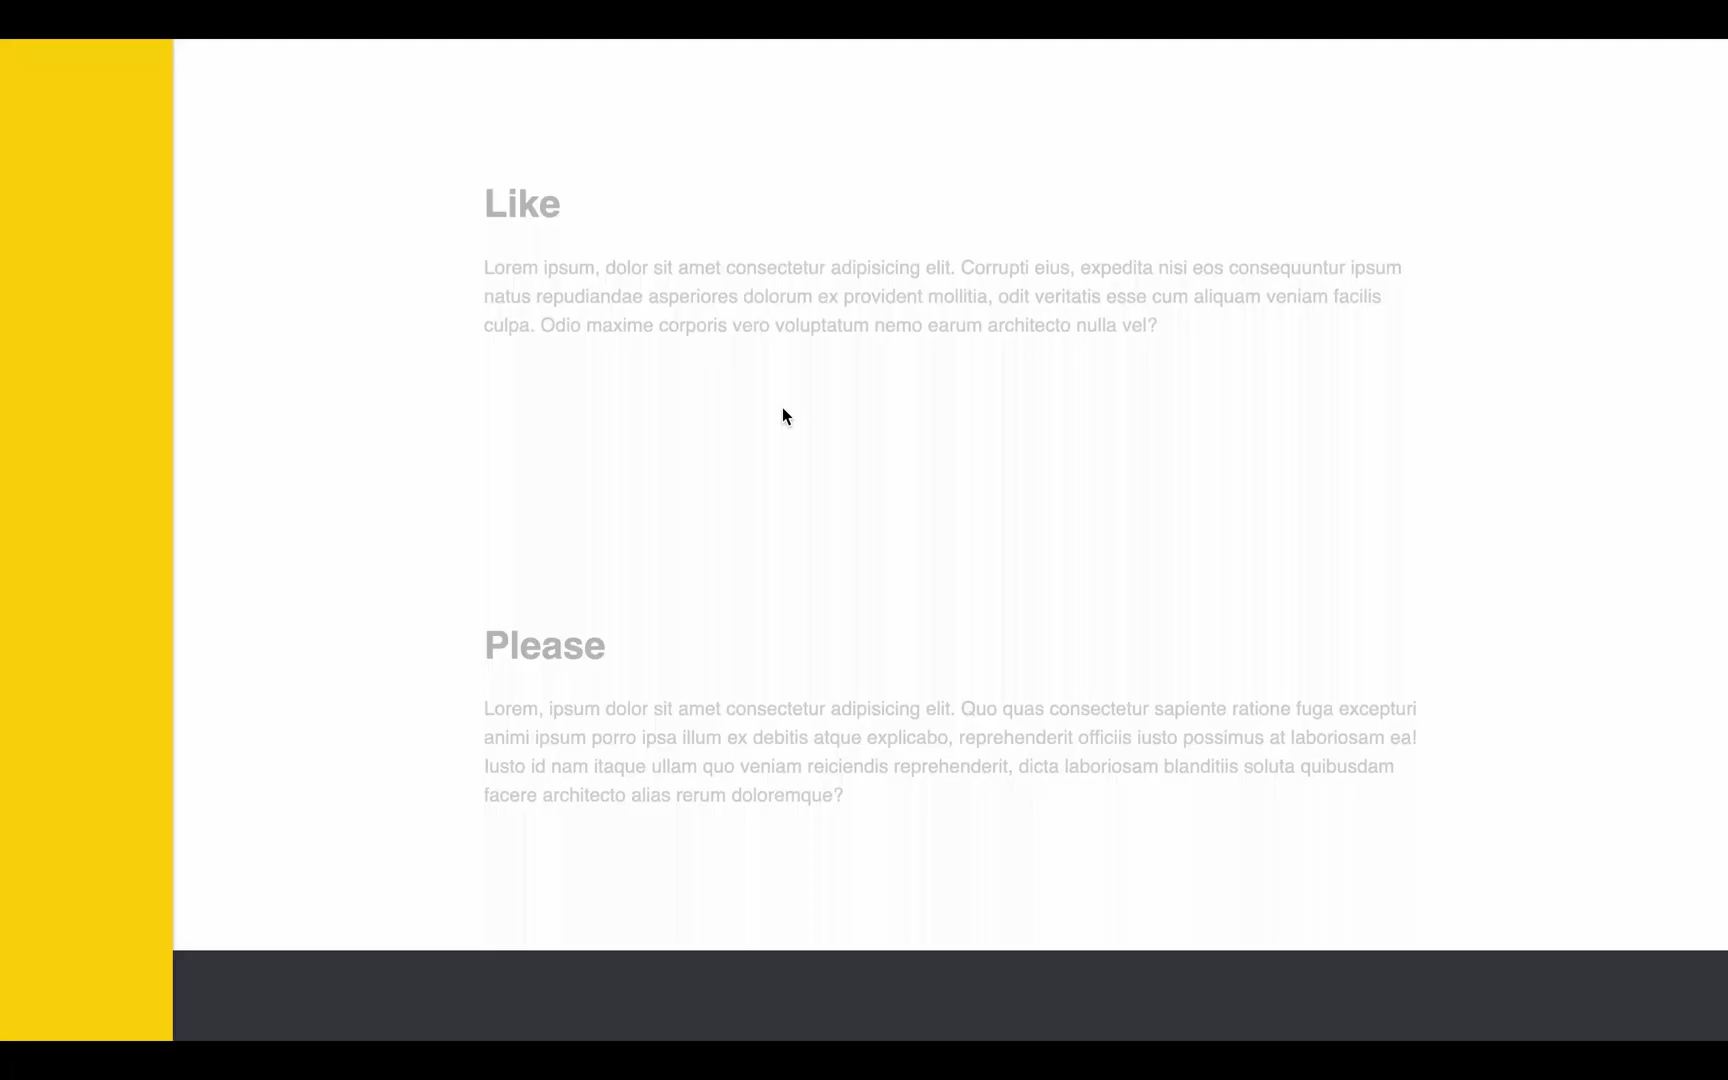 Like
Lorem ipsum, dolor sit amet consectetur adipisicing elit. Corrupti eius, expedita nisi eos consequuntur ipsum
natus repudiandae asperiores dolorum ex provident mollitia, odit veritatis esse cum aliquam veniam facilis
culpa. Odio maxime corporis vero voluptatum nemo earum architecto nulla vel?
Please
Lorem, ipsum dolor sit amet consectetur adipisicing elit. Quo quas consectetur sapiente ratione fuga excepturi
animi ipsum porro ipsa illum ex debitis atque explicabo, reprehenderit officiis iusto possimus at laboriosam ea!
Iusto id nam itaque ullam quo veniam reiciendis reprehenderit, dicta laboriosam blanditiis soluta quibusdam
facere architecto alias rerum doloremque?